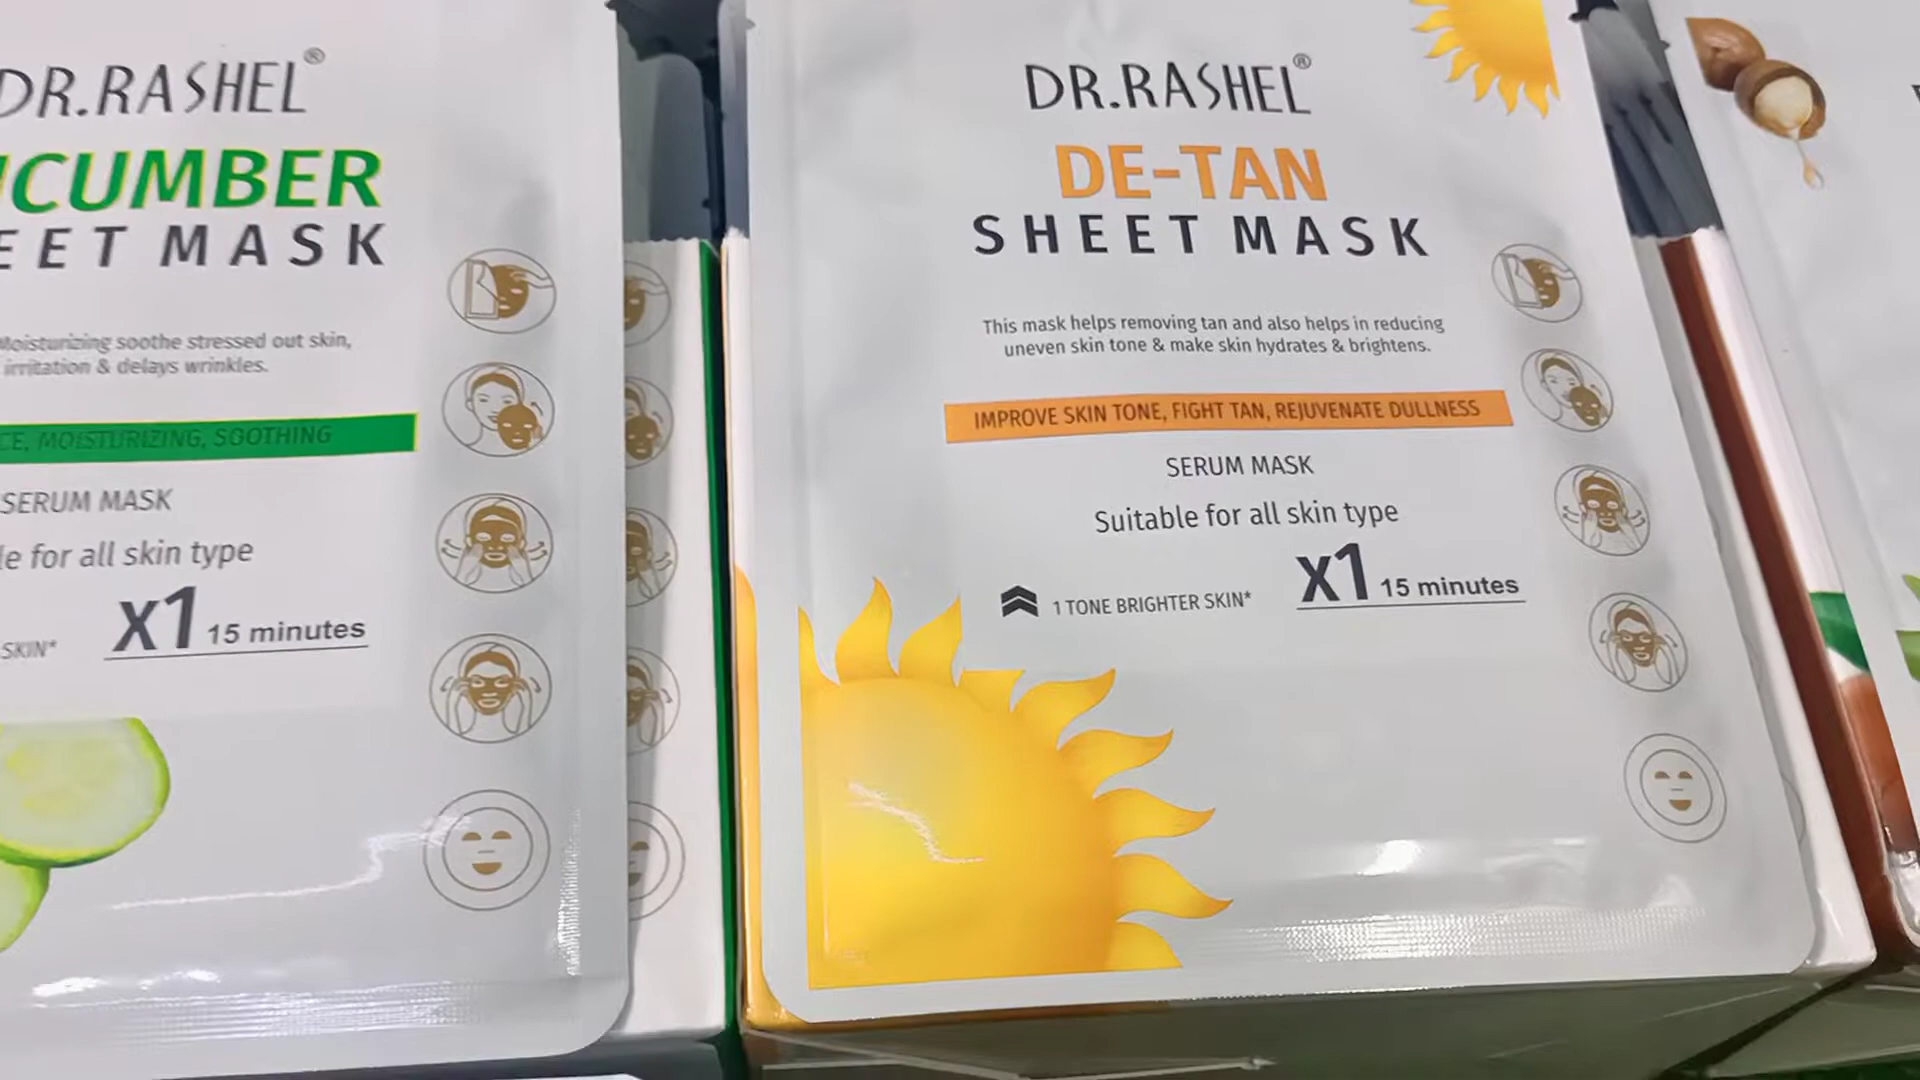 DR.RASHEL®
CUMBER
EET MASK
Moisturizing soothe stressed out skin,
irritation & delays wrinkles.
CE, MOISTURIZING, SOOTHING
SERUM MASK
le for all skin type
SKIN*
X1 15 minutes
DR.RASHEL®
DE-TAN
SHEET MASK
This mask helps removing tan and also helps in reducing
uneven skin tone & make skin hydrates & brightens.
IMPROVE SKIN TONE, FIGHT TAN, REJUVENATE DULLNESS
SERUM MASK
Suitable for all skin type
1 TONE BRIGHTER SKIN*
X1 15 minutes